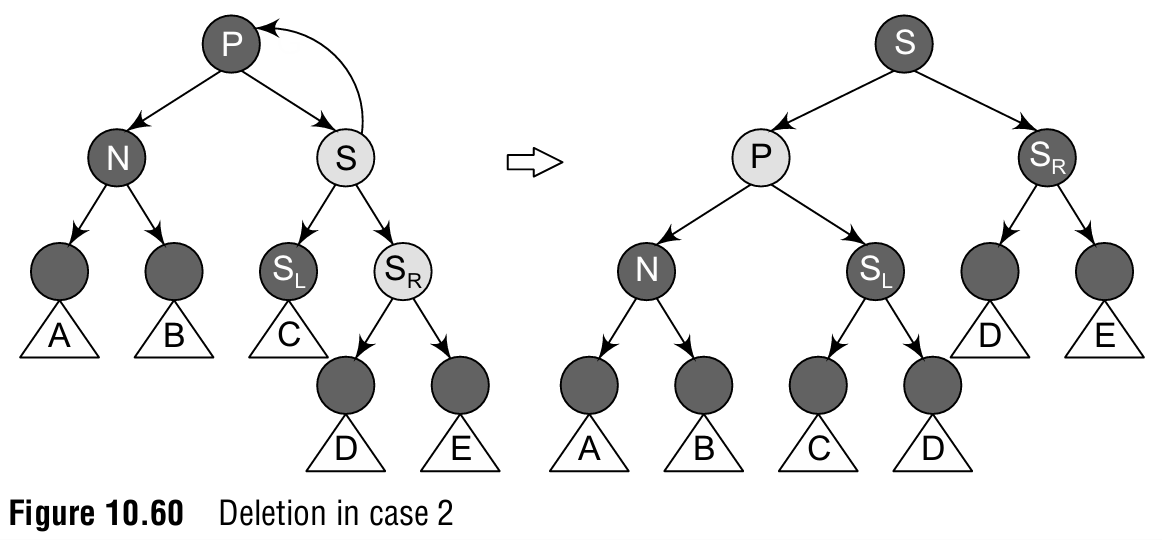 P S
N S P S_R
S_L S_R N S_L
A B C D E
D E A B C D
Figure 10.60 Deletion in case 2